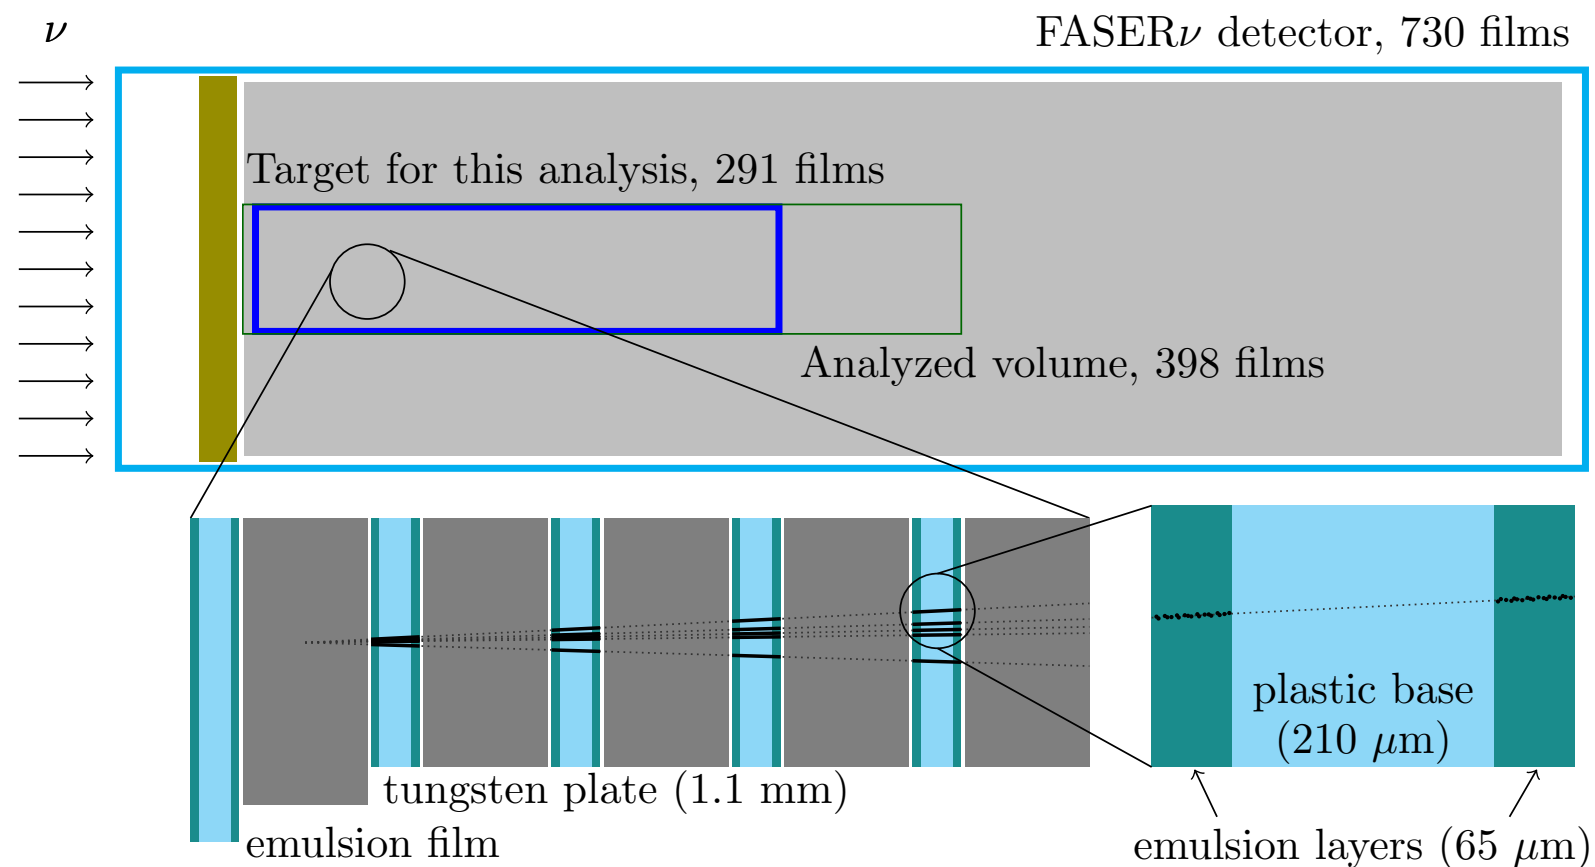 ν
FASERν detector, 730 films
Target for this analysis, 291 films
Analyzed volume, 398 films
plastic base
(210 μm)
tungsten plate (1.1 mm)
emulsion film
emulsion layers (65 μm)